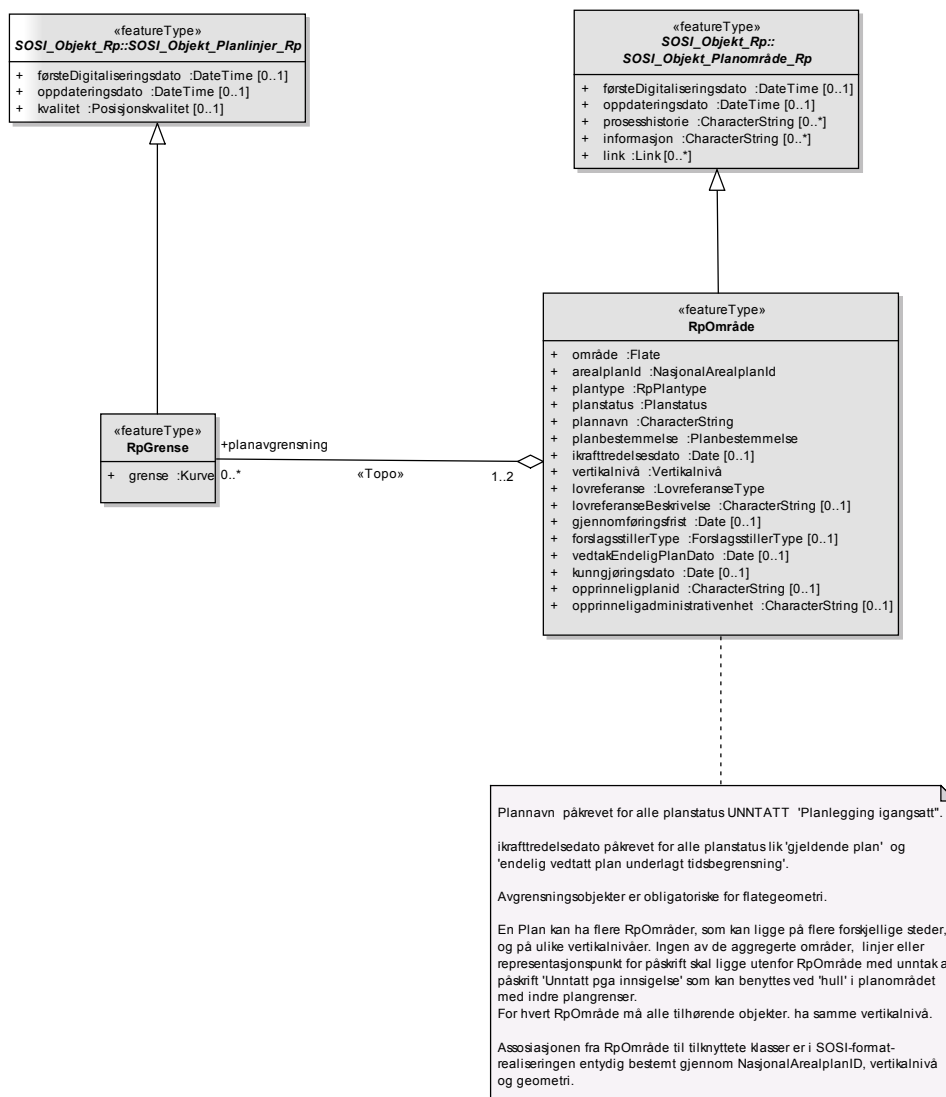 «featureType»
SOSI_Objekt_Rp::SOSI_Objekt_Planlinjer_Rp
+ førsteDigitaliseringsdato :DateTime [0..1]
+ oppdateringsdato :DateTime [0..1]
+ kvalitet :Posisjonskvalitet [0..1]
«featureType»
SOSI_Objekt_Rp::
SOSI_Objekt_Planområde_Rp
+ førsteDigitaliseringsdato :DateTime [0..1]
+ oppdateringsdato :DateTime [0..1]
+ prosesshistorie :CharacterString [0..*]
+ informasjon :CharacterString [0..*]
+ link :Link [0..*]
«featureType»
RpOmråde
+ område :Flate
+ arealplanId :NasjonalArealplanId
+ plantype :RpPlantype
+ planstatus :Planstatus
+ plannavn :CharacterString
+ planbestemmelse :Planbestemmelse
+ ikrafttredelsesdato :Date [0..1]
+ vertikalnivå :Vertikalnivå
+ lovreferanse :LovreferanseType
+ lovreferanseBeskrivelse :CharacterString [0..1]
+ gjennomføringsfrist :Date [0..1]
+ forslagsstillerType :ForslagsstillerType [0..1]
+ vedtakEndeligPlanDato :Date [0..1]
+ kunngjøringsdato :Date [0..1]
+ opprinneligplanid :CharacterString [0..1]
+ opprinneligadministrativenhet :CharacterString [0..1]
«featureType»
RpGrense
+ grense :Kurve
+planavgrensning
0..*
«Topo»
1..2
Plannavn påkrevet for alle planstatus UNNTATT 'Planlegging igangsatt".
ikrafttredelsedato påkrevet for alle planstatus lik 'gjeldende plan' og
'endelig vedtatt plan underlagt tidsbegrensning'.
Avgrensningsobjekter er obligatoriske for flategeometri.
En Plan kan ha flere RpOmråder, som kan ligge på flere forskjellige steder,
og på ulike vertikalnivåer. Ingen av de aggregerte områder, linjer eller
representasjonspunkt for påskrift skal ligge utenfor RpOmråde med unntak a
påskrift 'Unntatt pga innsigelse' som kan benyttes ved 'hull' i planområdet
med indre plangrenser.
For hvert RpOmråde må alle tilhørende objekter. ha samme vertikalnivå.
Assosiasjonen fra RpOmråde til tilknyttete klasser er i SOSI-format-
realiseringen entydig bestemt gjennom NasjonalArealplanID, vertikalnivå
og geometri.